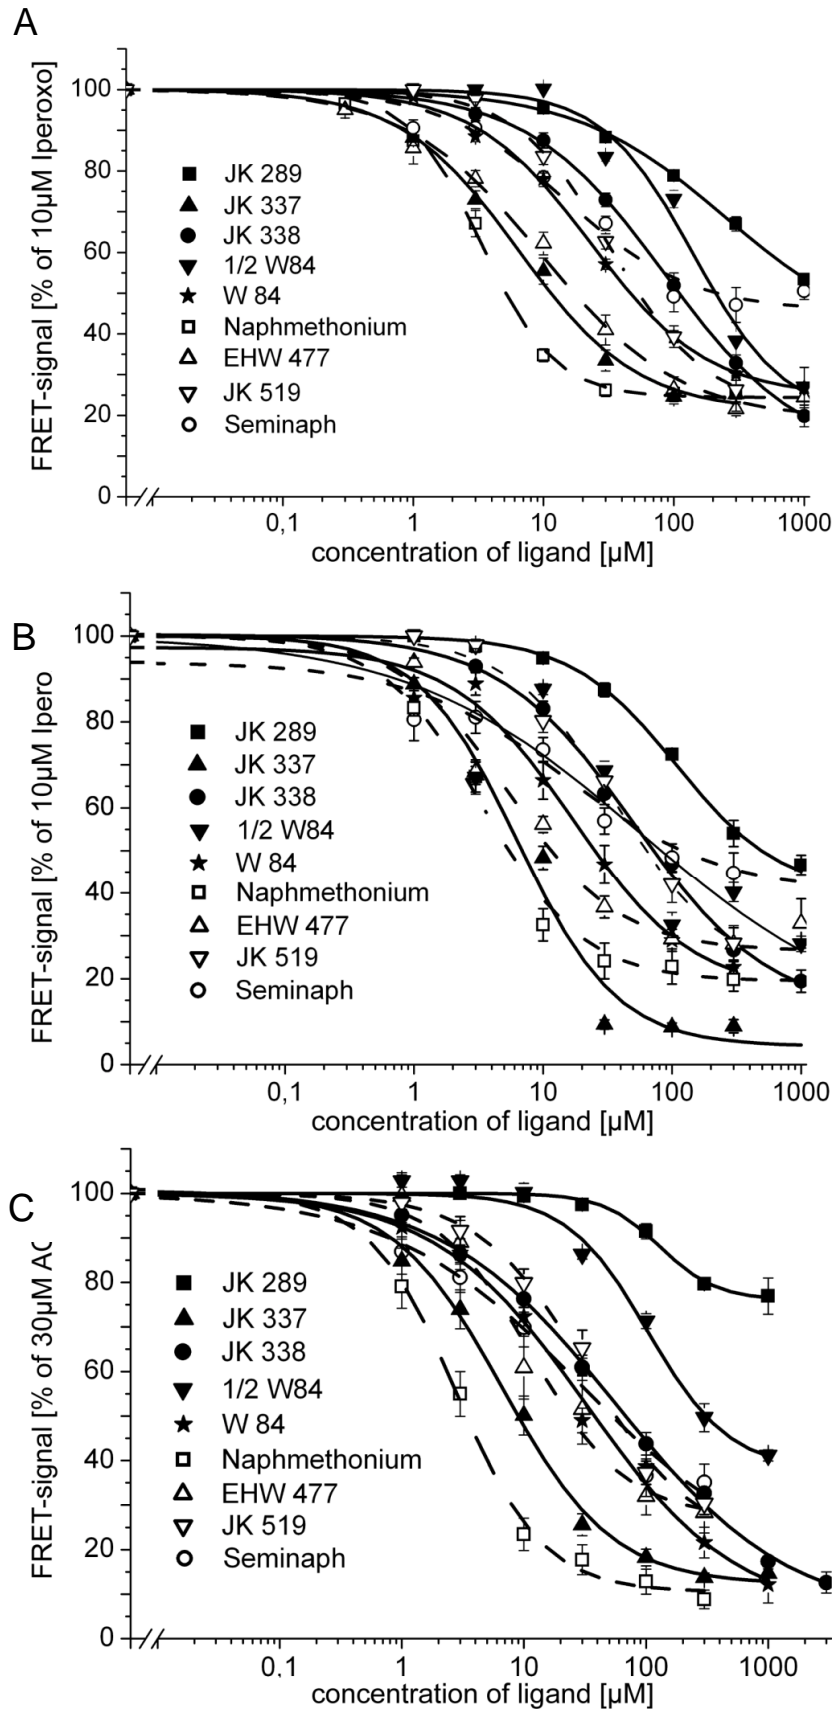 A
FRET-signal [% of 10µM Iperoxo]
100
80
60
40
20
0
JK 289
JK 337
JK 338
1/2 W84
W 84
Naphmethonium
EHW 477
JK 519
Seminaph
0,1 1 10 100 1000
concentration of ligand [µM]
B
FRET-signal [% of 10µM Ipero
100
80
60
40
20
0
JK 289
JK 337
JK 338
1/2 W84
W 84
Naphmethonium
EHW 477
JK 519
Seminaph
0,1 1 10 100 1000
concentration of ligand [µM]
C
FRET-signal [% of 30µM
100
80
60
40
20
0
JK 289
JK 337
JK 338
1/2 W84
W 84
Naphmethonium
EHW 477
JK 519
Seminaph
0,1 1 10 100 1000
concentration of ligand [µM]